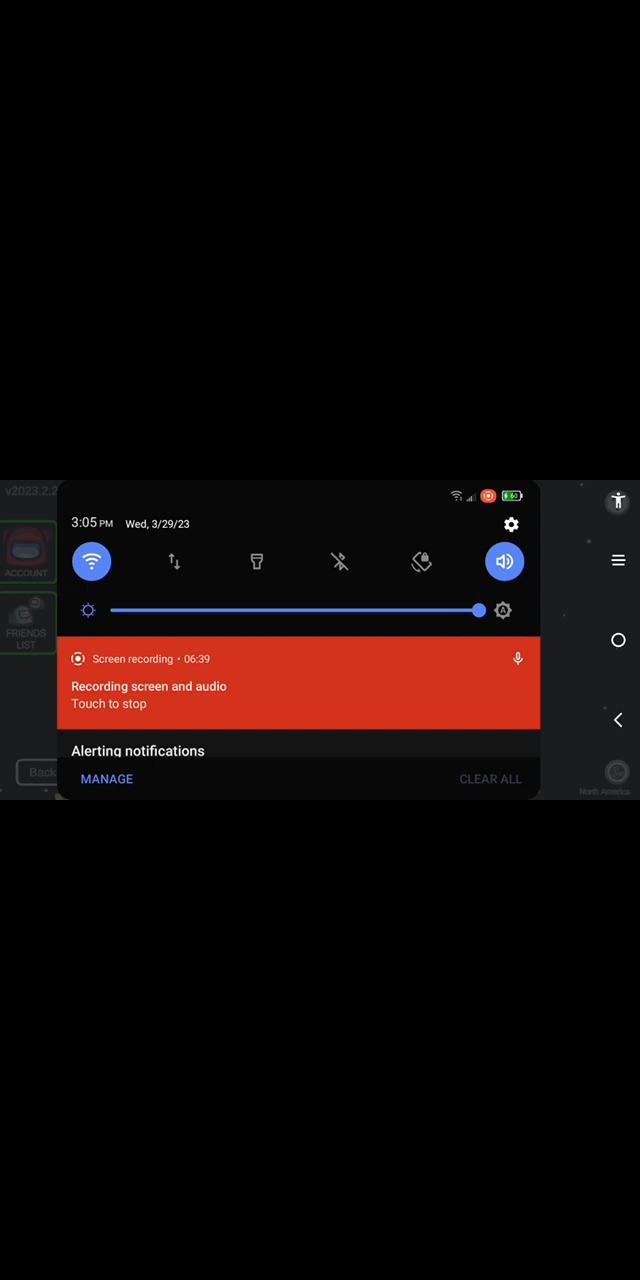 v2023.2.2
60
3:05 PM Wed, 3/29/23
ACCOUNT
A
FRIENDS
LIST
Screen recording • 06:39
Recording screen and audio
Touch to stop
Alerting notifications
Back
MANAGE
CLEAR ALL
North America